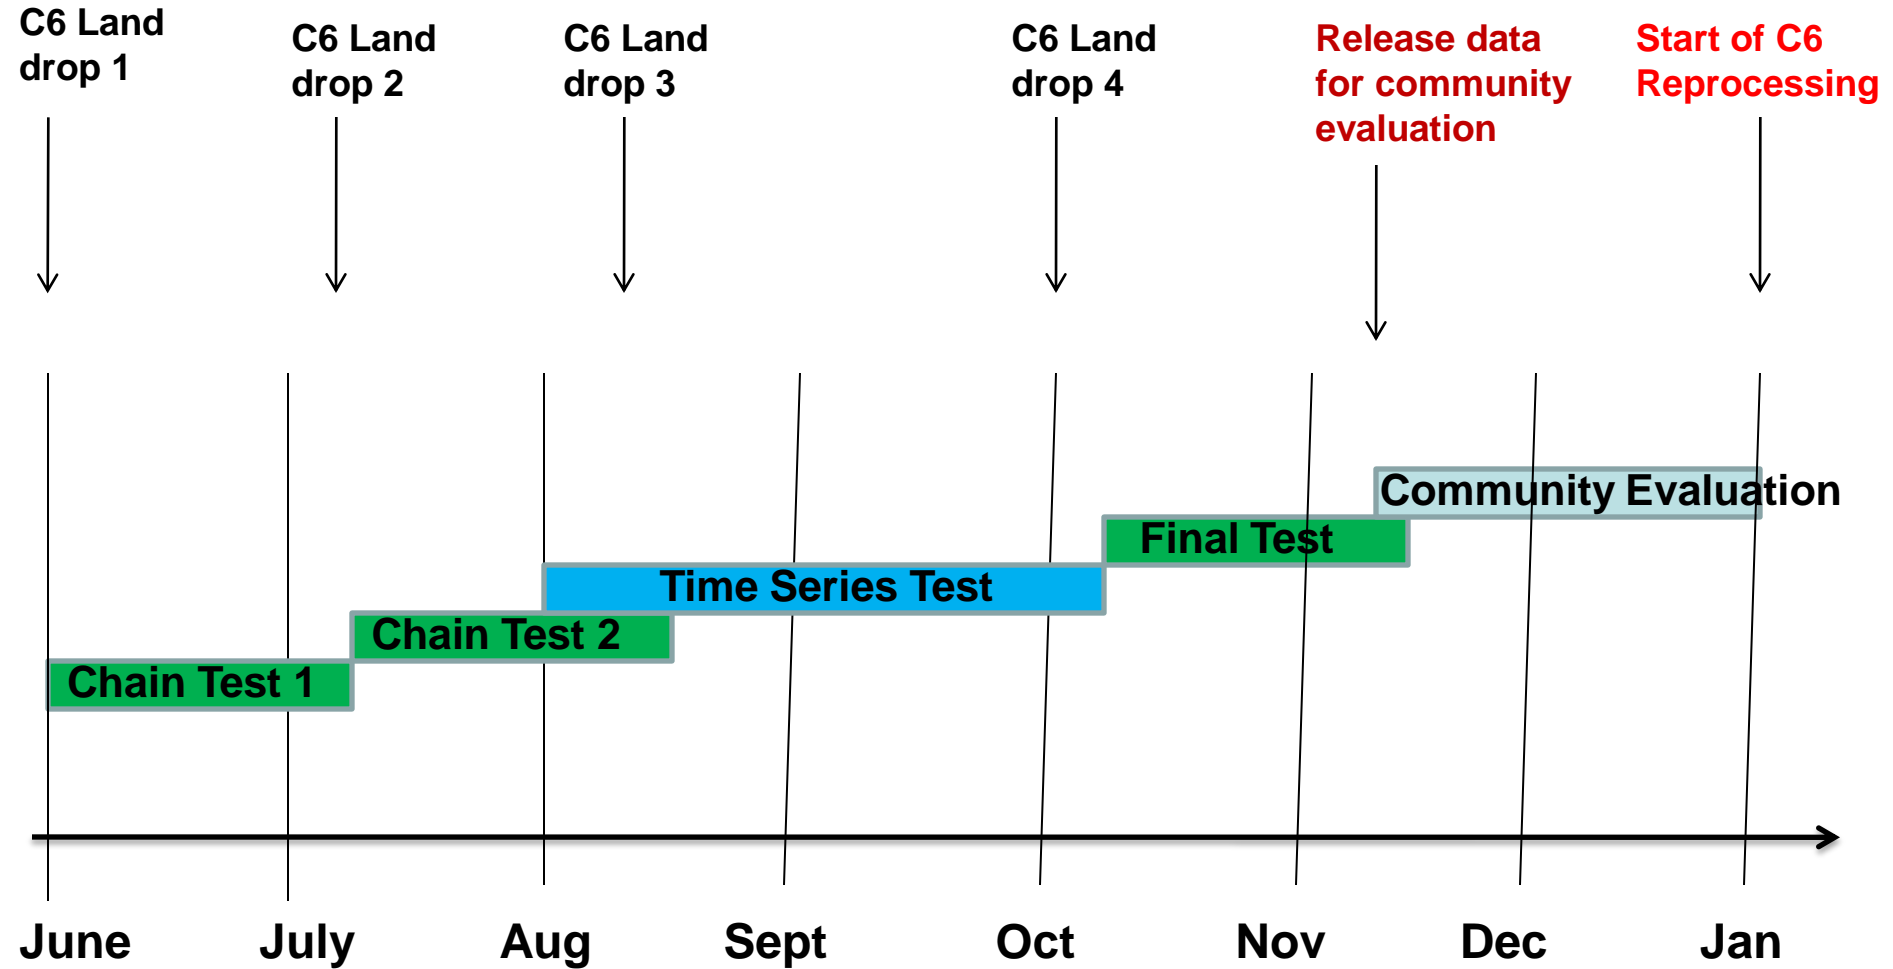 C6 Land
drop 1
C6 Land
drop 2
C6 Land
drop 3
C6 Land
drop 4
Release data
for community
evaluation
Start of C6
Reprocessing
Community Evaluation
Final Test
Time Series Test
Chain Test 2
Chain Test 1
June July Aug Sept Oct Nov Dec Jan